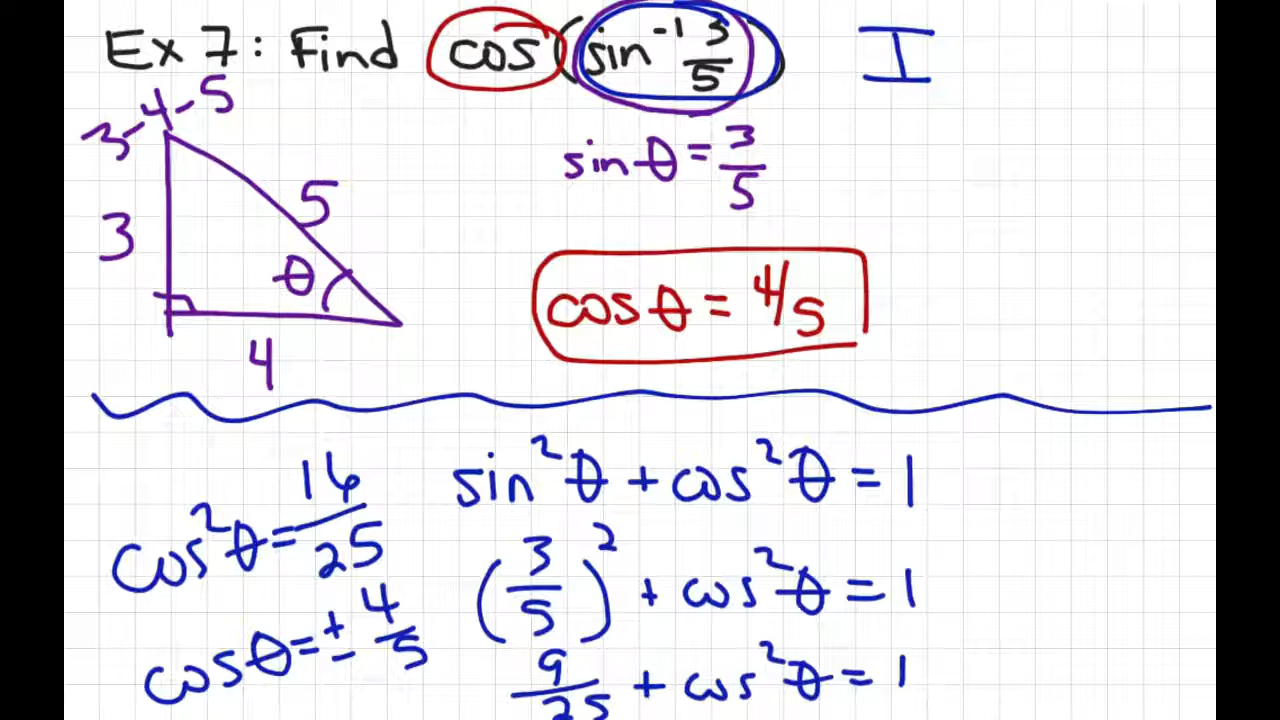 Ex 7: Find cos(sin⁻¹ 3/5) I
3-4-5
sin θ = 3/5
5
3
θ
cos θ = 4/5
4
sin²θ + cos²θ = 1
cos²θ = 16/25
(3/5)² + cos²θ = 1
cos θ = ± 4/5
9/25 + cos²θ = 1